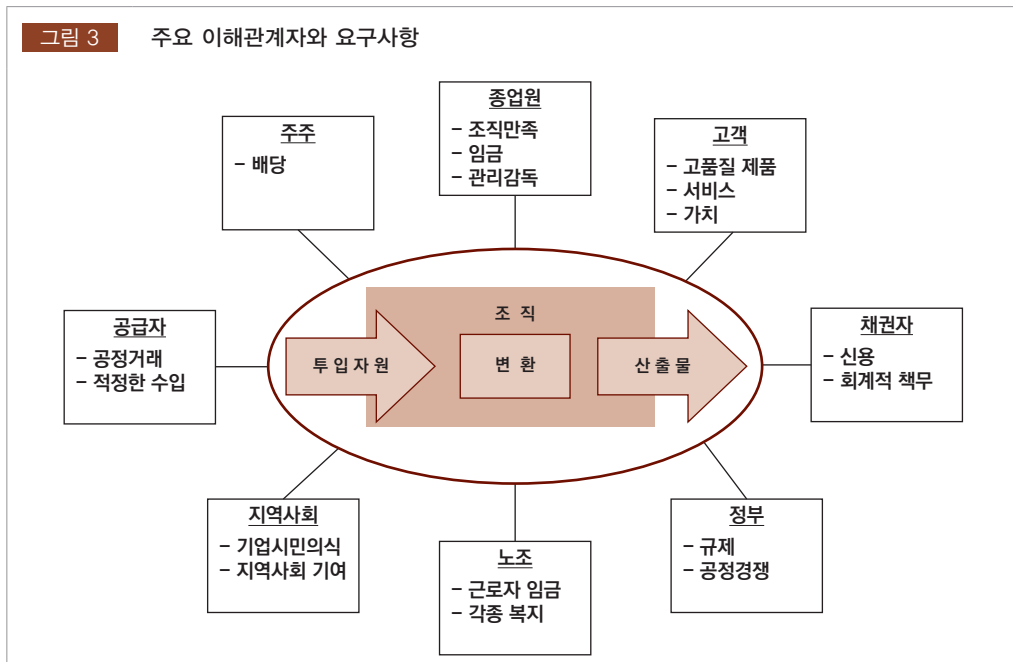 그림 3 주요 이해관계자와 요구사항
주주
– 배당
종업원
– 조직만족
– 임금
– 관리감독
고객
– 고품질 제품
– 서비스
– 가치
공급자
– 공정거래
– 적정한 수입
조 직
투입자원
변 환
산출물
채권자
– 신용
– 회계적 책무
지역사회
– 기업시민의식
– 지역사회 기여
노조
– 근로자 임금
– 각종 복지
정부
– 규제
– 공정경쟁